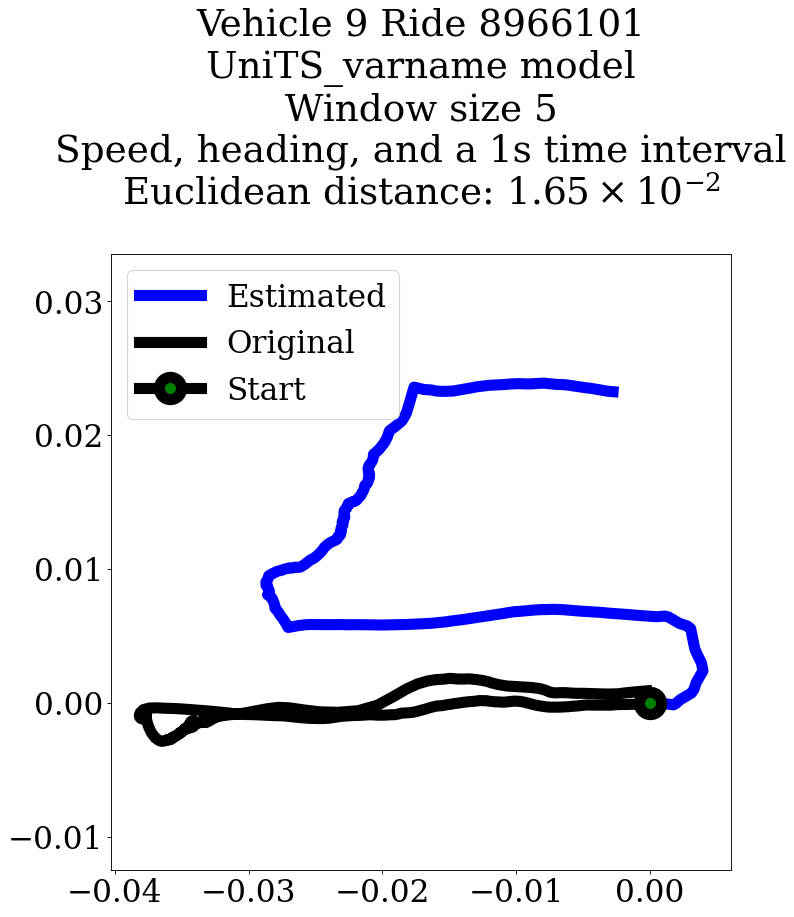 Vehicle 9 Ride 8966101
UniTS_varname model
Window size 5
Speed, heading, and a 1s time interval
Euclidean distance: 1.65 × 10⁻²
Estimated
Original
Start
0.03
0.02
0.01
0.00
−0.01
−0.04
−0.03
−0.02
−0.01
0.00